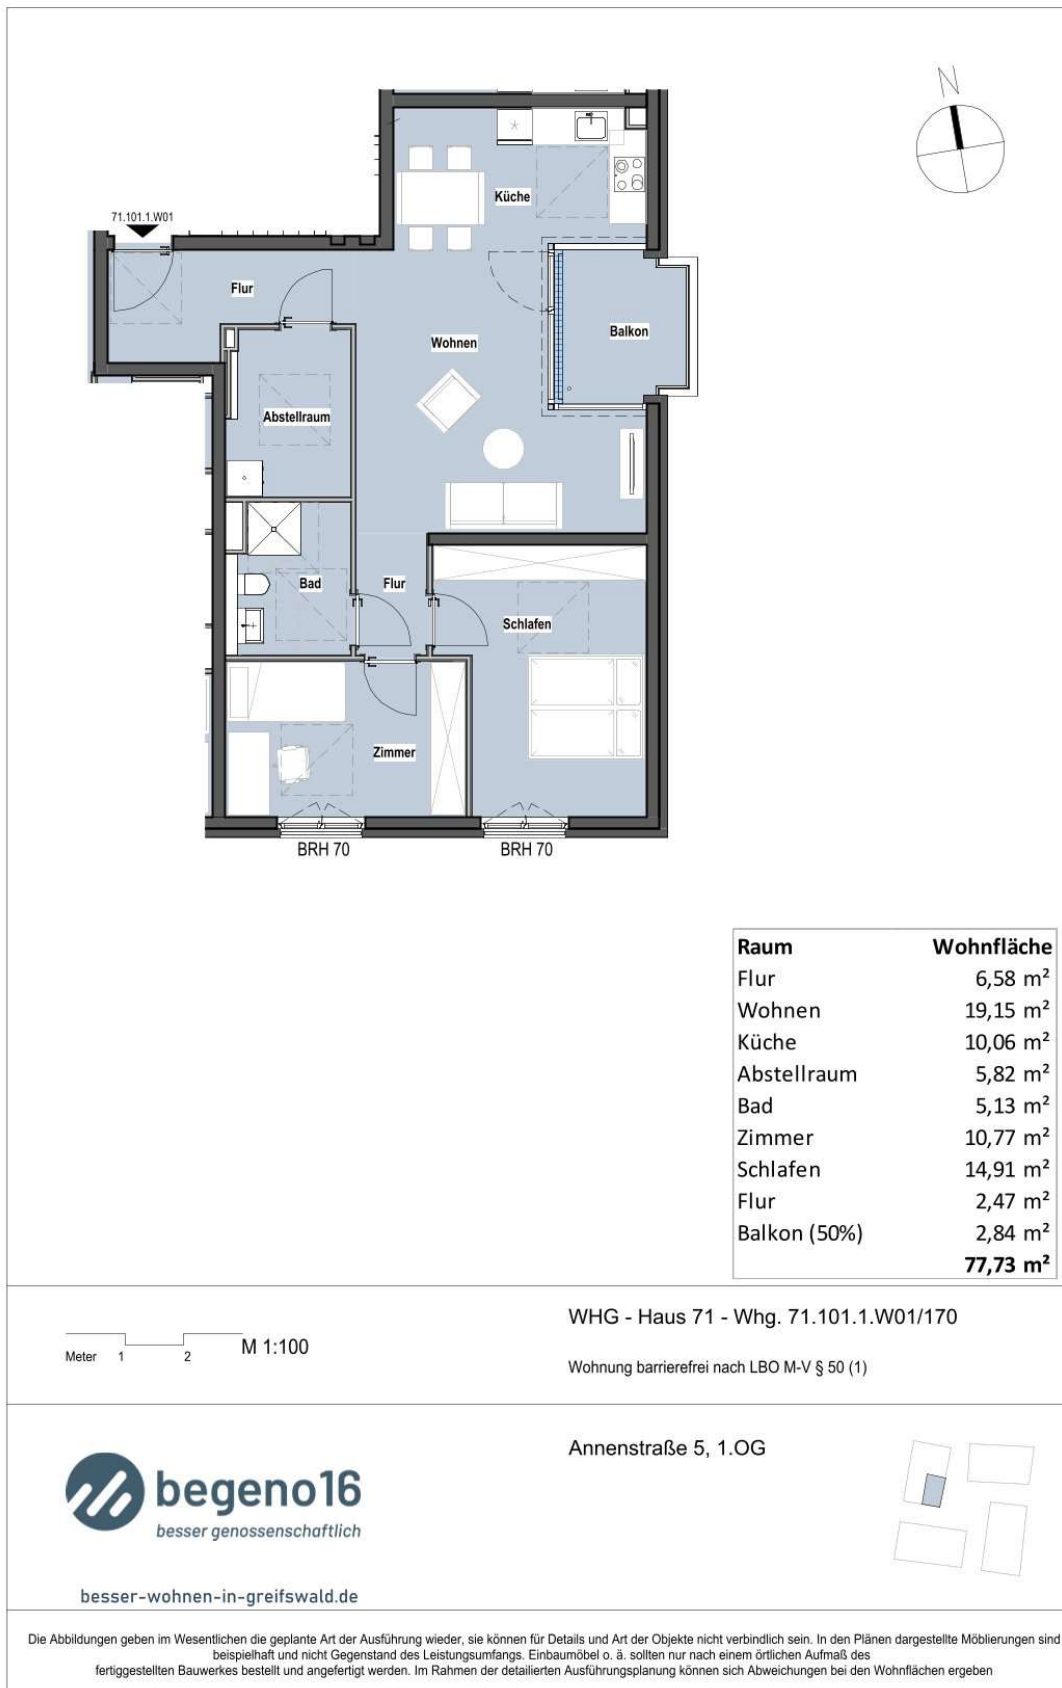 N
71.101.1.W01
Küche
Flur
Balkon
Wohnen
Abstellraum
Bad
Flur
Schlafen
Zimmer
BRH 70
BRH 70
Raum Wohnfläche
Flur 6,58 m²
Wohnen 19,15 m²
Küche 10,06 m²
Abstellraum 5,82 m²
Bad 5,13 m²
Zimmer 10,77 m²
Schlafen 14,91 m²
Flur 2,47 m²
Balkon (50%) 2,84 m²
77,73 m²
WHG - Haus 71 - Whg. 71.101.1.W01/170
Meter 1 2 M 1:100
Wohnung barrierefrei nach LBO M-V § 50 (1)
Annenstraße 5, 1.OG
begeno16
besser genossenschaftlich
besser-wohnen-in-greifswald.de
Die Abbildungen geben im Wesentlichen die geplante Art der Ausführung wieder, sie können für Details und Art der Objekte nicht verbindlich sein. In den Plänen dargestellte Möblierungen sind
beispielhaft und nicht Gegenstand des Leistungsumfangs. Einbaumöbel o. ä. sollten nur nach einem örtlichen Aufmaß des
fertiggestellten Bauwerkes bestellt und angefertigt werden. Im Rahmen der detailierten Ausführungsplanung können sich Abweichungen bei den Wohnflächen ergeben